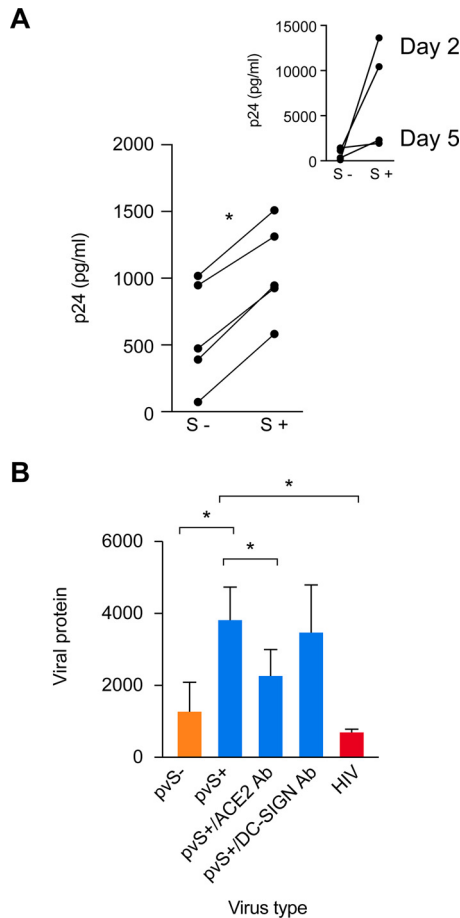 A
p24 (pg/ml)
15000
10000
5000
0
S -
S +
Day 2
Day 5
p24 (pg/ml)
2000
1500
1000
500
0
*
S -
S +
B
*
*
*
Viral protein
6000
4000
2000
0
pvS-
pvS+
pvS+/ACE2 Ab
pvS+/DC-SIGN Ab
HIV
Virus type